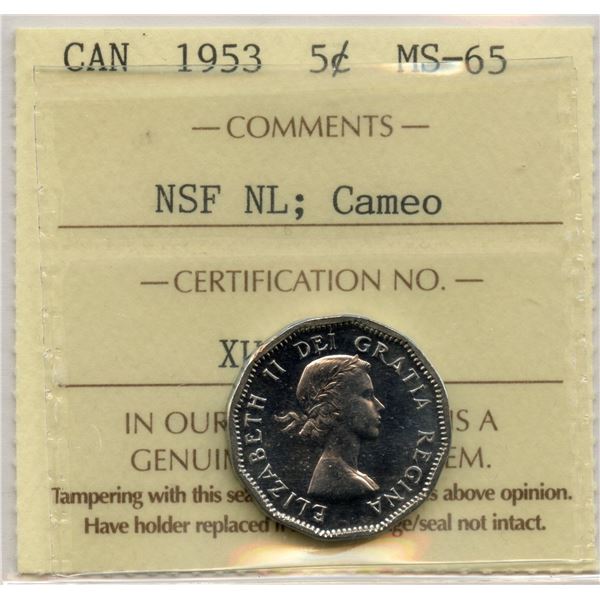 CAN 1953 5¢ MS-65
— COMMENTS —
NSF NL; Cameo
— CERTIFICATION NO. —
ELIZABETH II DEI GRATIA REGINA
IN OUR IS A
GENUI EM.
Tampering with this sea s above opinion.
Have holder replaced ge/seal not intact.